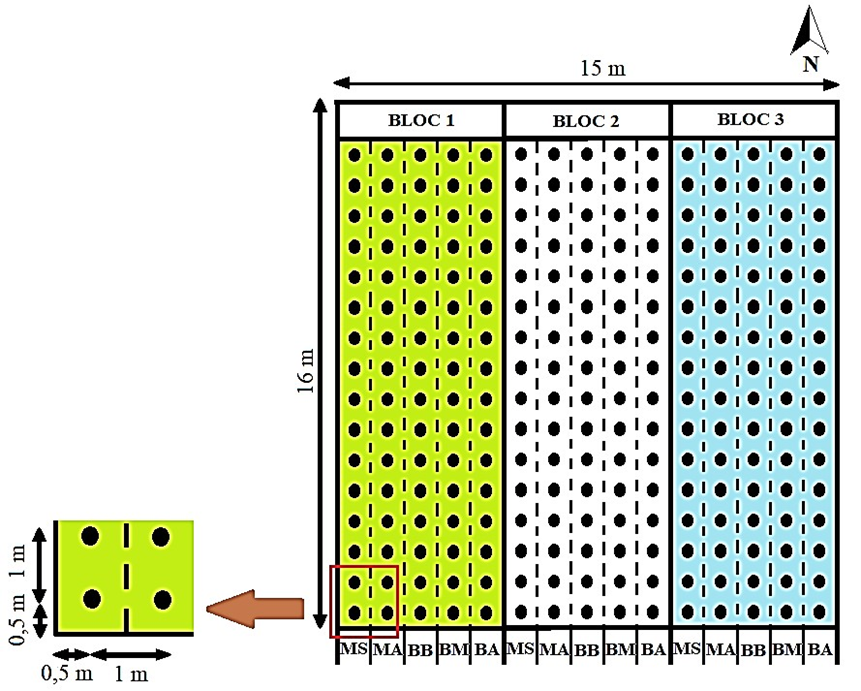 N
15 m
BLOC 1 BLOC 2 BLOC 3
16 m
1 m
0,5 m
0,5 m 1 m
MS MA BB BM BA MS MA BB BM BA MS MA BB BM BA